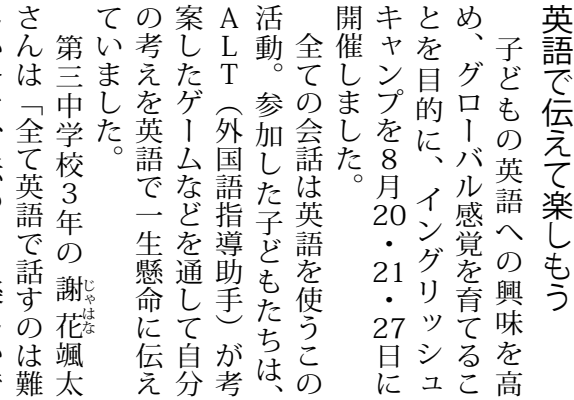 英語で伝えて楽しもう
子どもの英語への興味を高
め、グローバル感覚を育てるこ
とを目的に、イングリッシュ
キャンプを8月20・21・27日に
開催しました。
全ての会話は英語を使うこの
活動。参加した子どもたちは、
ALT(外国語指導助手)が考
案したゲームなどを通して自分
の考えを英語で一生懸命に伝え
ていました。
第三中学校3年の謝花颯太
じゃはな
さんは「全て英語で話すのは難